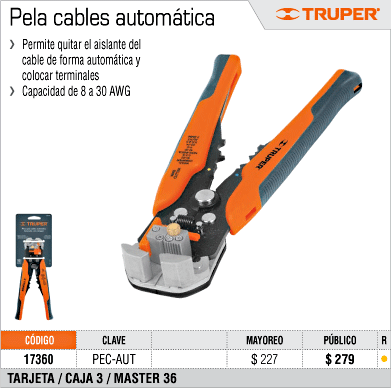 Pela cables automática
TRUPER®
› Permite quitar el aislante del
cable de forma automática y
colocar terminales
› Capacidad de 8 a 30 AWG
TRUPER
TRUPER
CÓDIGO CLAVE MAYOREO PÚBLICO R
17360 PEC-AUT $ 227 $ 279
TARJETA / CAJA 3 / MASTER 36